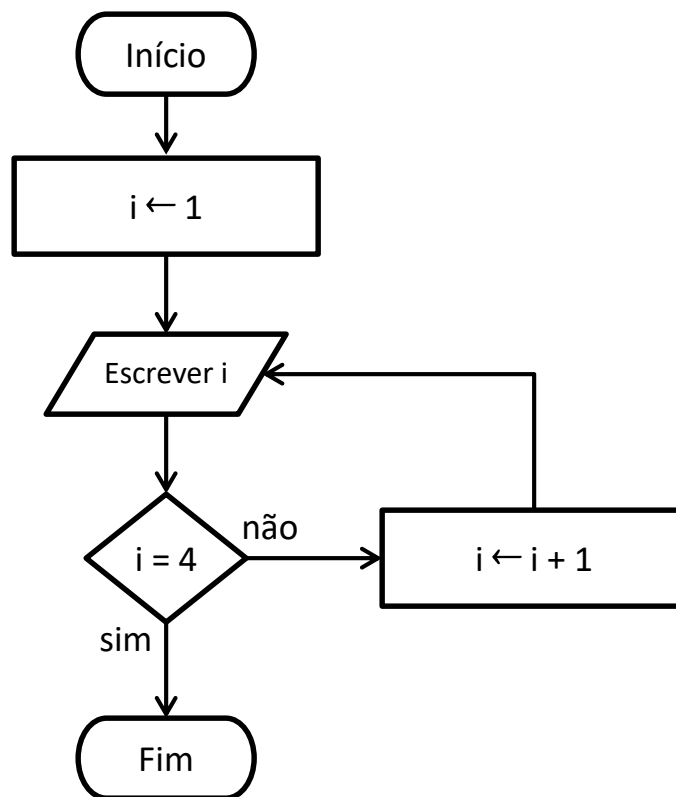 Início
i ← 1
Escrever i
i = 4
não
i ← i + 1
sim
Fim